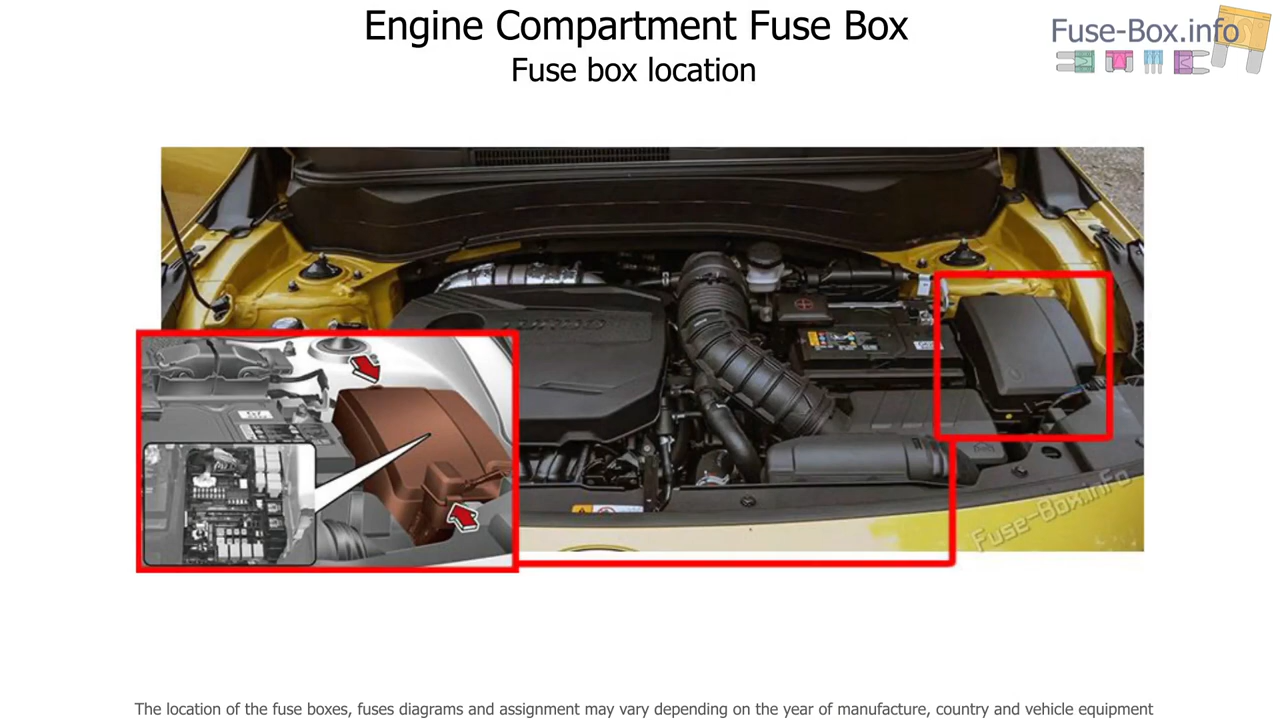 Engine Compartment Fuse Box
Fuse box location
Fuse-Box.info
TURBO
Fuse-Box.info
The location of the fuse boxes, fuses diagrams and assignment may vary depending on the year of manufacture, country and vehicle equipment